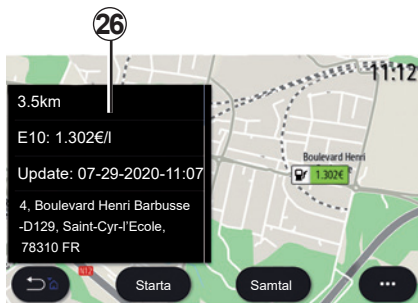 26
11:12
3.5km
E10: 1.302€/l
Update: 07-29-2020-11:07
4, Boulevard Henri Barbusse
-D129, Saint-Cyr-l'Ecole,
78310 FR
Boulevard Henri
1.302€
N12
Starta
Samtal